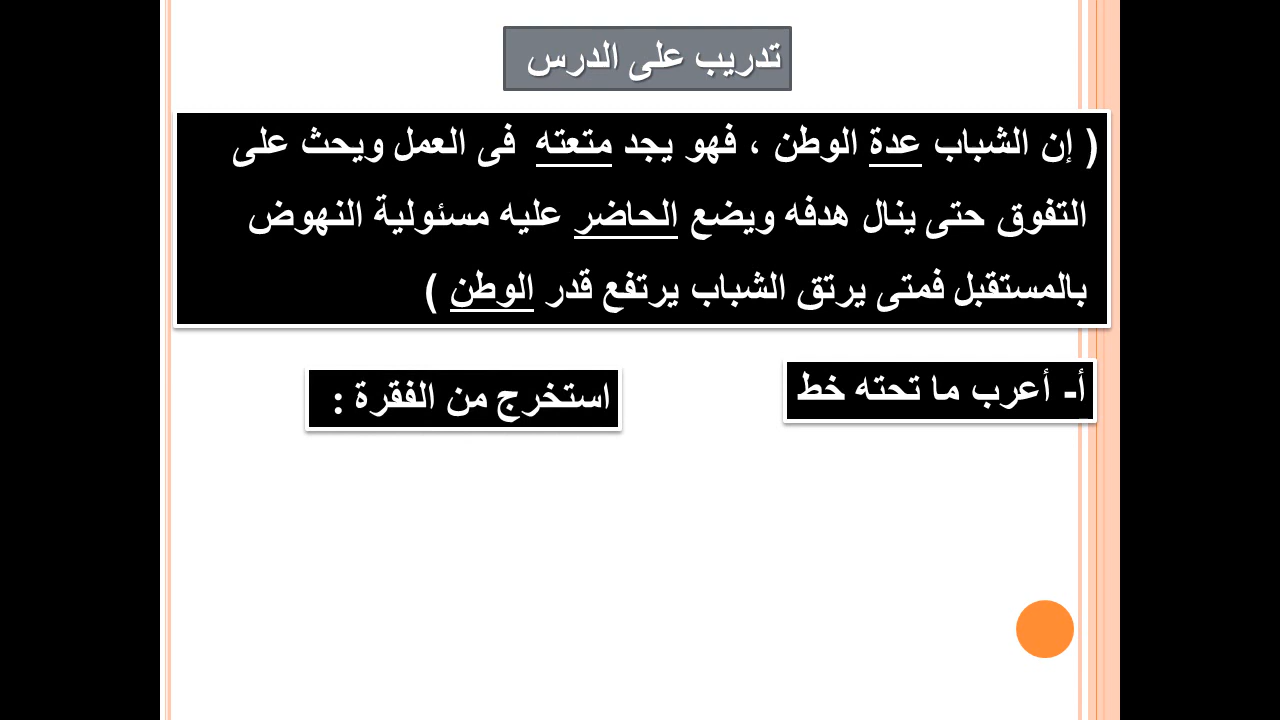 تدريب على الدرس
( إن الشباب عدة الوطن ، فهو يجد متعته فى العمل ويحث على
التفوق حتى ينال هدفه ويضع الحاضر عليه مسئولية النهوض
بالمستقبل فمتى يرتق الشباب يرتفع قدر الوطن )
أ- أعرب ما تحته خط
استخرج من الفقرة :